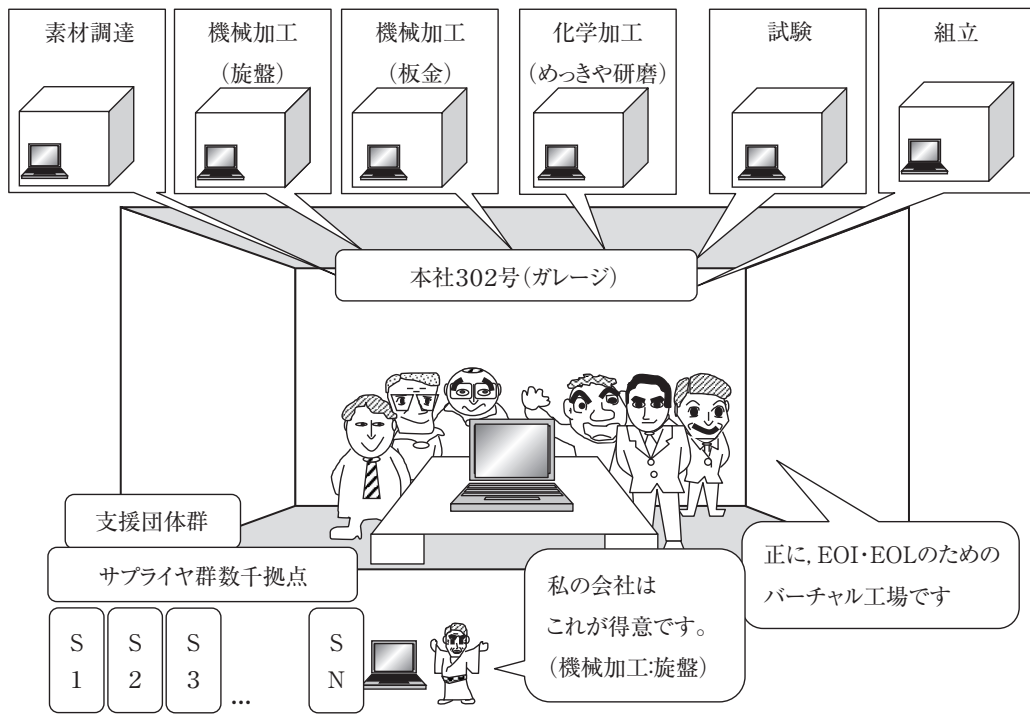 素材調達
機械加工
(旋盤)
機械加工
(板金)
化学加工
(めっきや研磨)
試験
組立
本社302号(ガレージ)
支援団体群
サプライヤ群数千拠点
S
1
S
2
S
3
...
S
N
私の会社は
これが得意です。
(機械加工:旋盤)
正に,EOI・EOLのための
バーチャル工場です